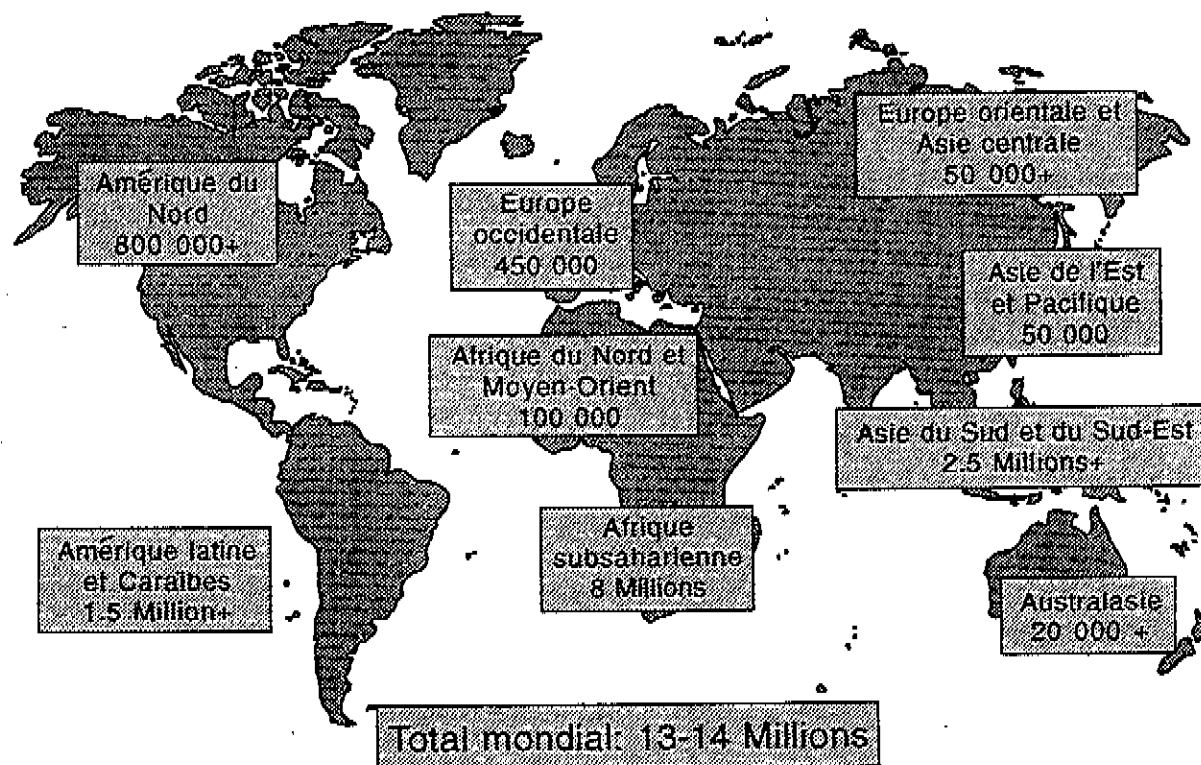 Europe orientale et
Asie centrale
50 000+
Amérique du
Nord
800 000+
Europe
occidentale
450 000
Asie de l'Est
et Pacifique
50 000
Afrique du Nord et
Moyen-Orient
100 000
Asie du Sud et du Sud-Est
2.5 Millions+
Amérique latine
et Caraïbes
1.5 Million+
Afrique
subsaharienne
8 Millions
Australasie
20 000 +
Total mondial: 13-14 Millions